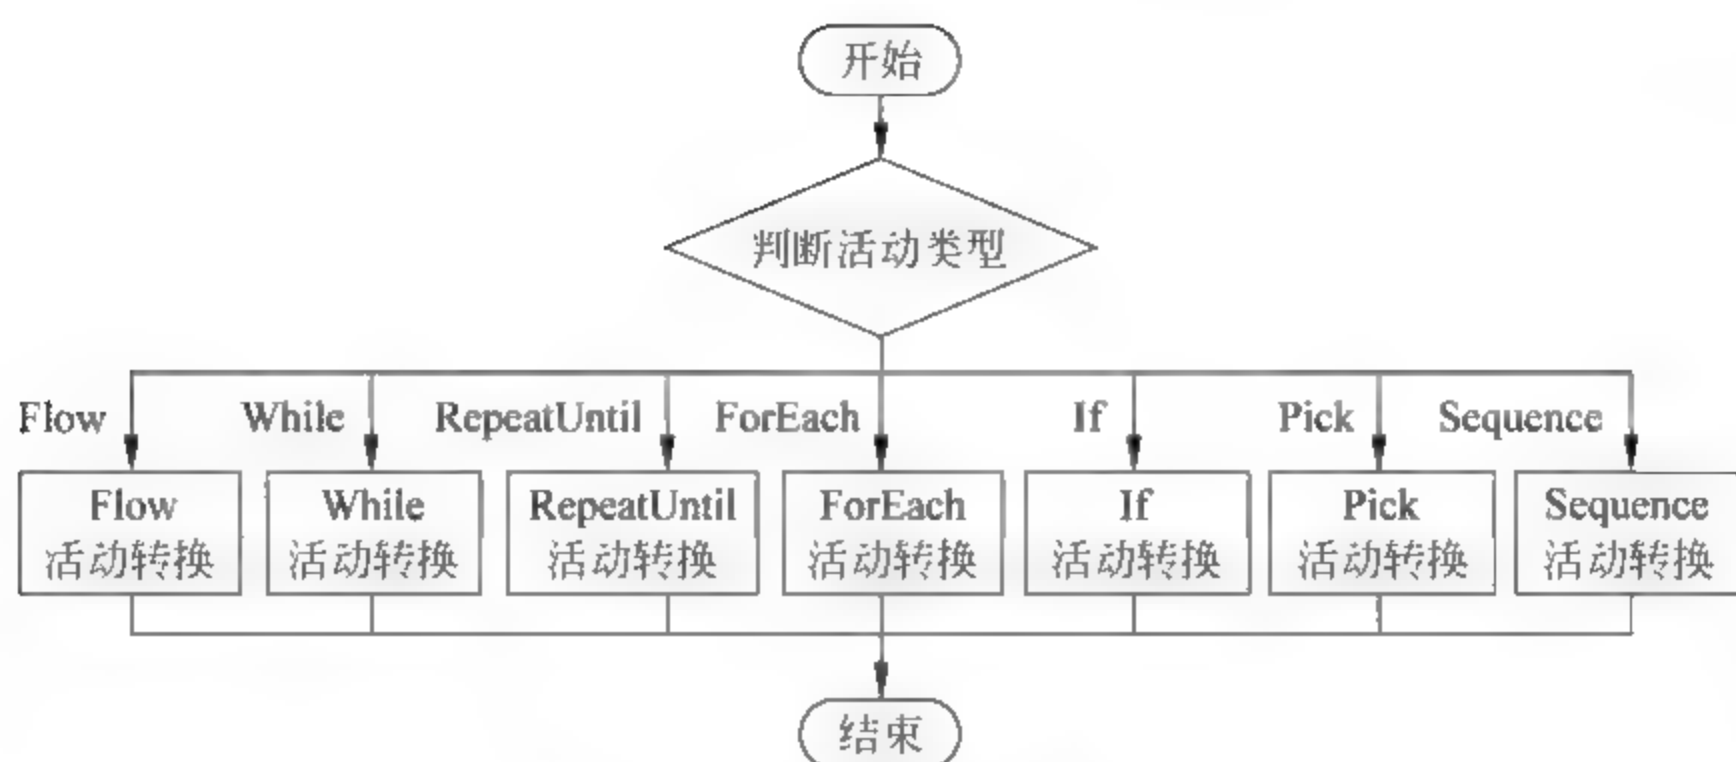 开始
判断活动类型
Flow
While
RepeatUntil
ForEach
If
Pick
Sequence
Flow
活动转换
While
活动转换
RepeatUntil
活动转换
ForEach
活动转换
If
活动转换
Pick
活动转换
Sequence
活动转换
结束